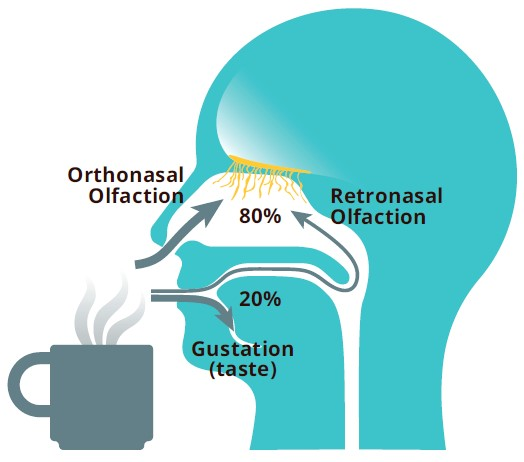 Orthonasal
Olfaction
80%
Retronasal
Olfaction
20%
Gustation
(taste)